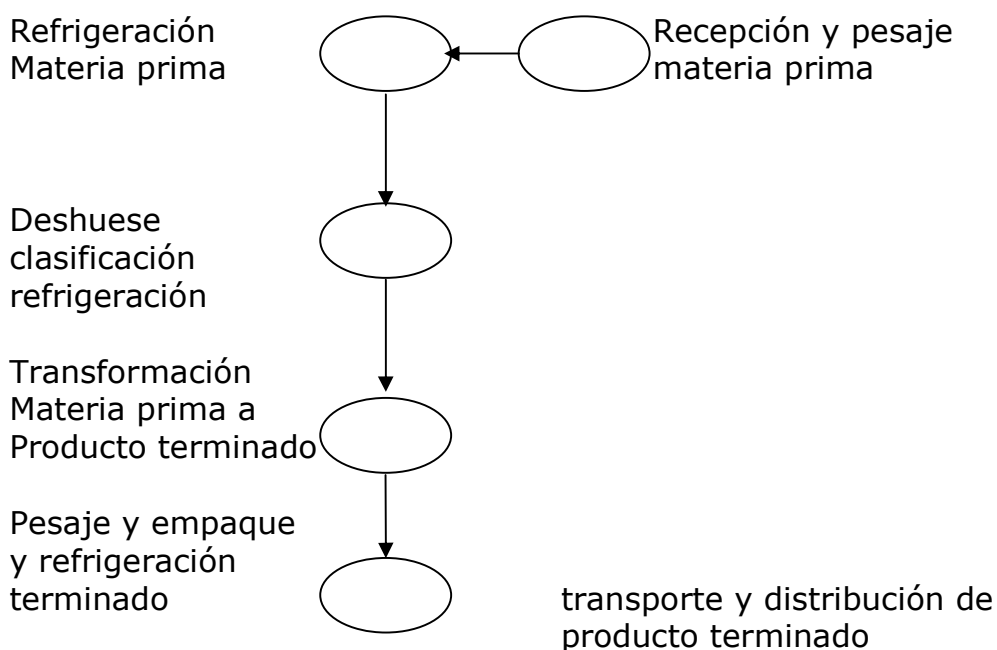 Refrigeración
Materia prima
Recepción y pesaje
materia prima
Deshuese
clasificación
refrigeración
Transformación
Materia prima a
Producto terminado
Pesaje y empaque
y refrigeración
terminado
transporte y distribución de
producto terminado